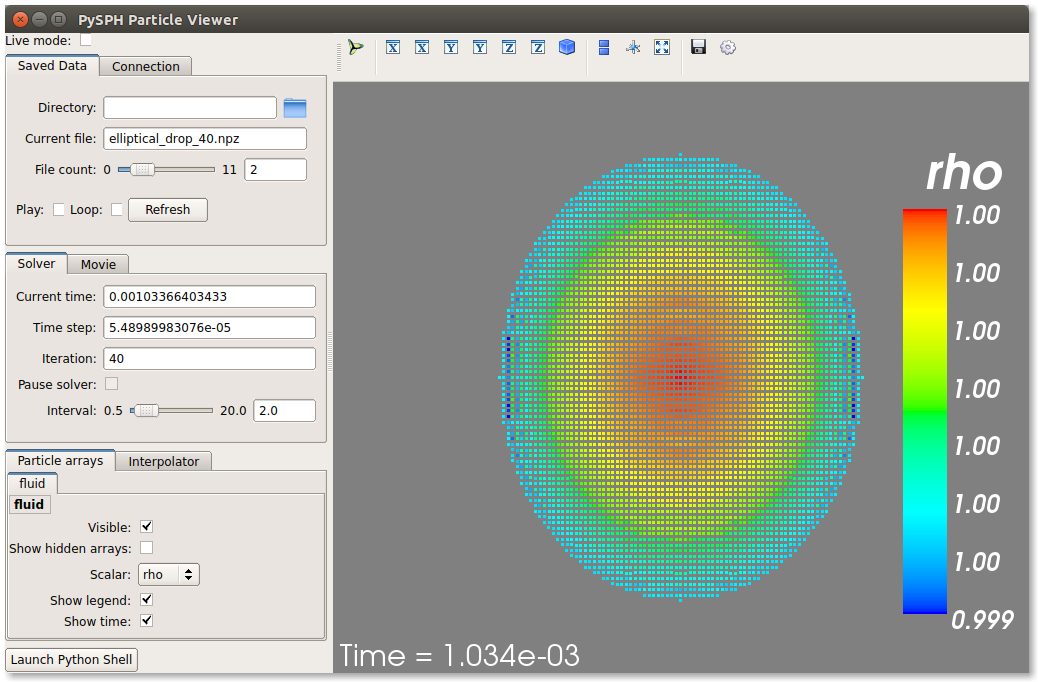 PySPH Particle Viewer
Live mode:
Saved Data Connection
Directory:
Current file: elliptical_drop_40.npz
File count: 0 11 2
Play: Loop: Refresh
Solver Movie
Current time: 0.00103366403433
Time step: 5.48989983076e-05
Iteration: 40
Pause solver:
Interval: 0.5 20.0 2.0
Particle arrays Interpolator
fluid
fluid
Visible:
Show hidden arrays:
Scalar: rho
Show legend:
Show time:
Launch Python Shell
X X Y Y Z Z
rho
1.00
1.00
1.00
1.00
1.00
1.00
1.00
0.999
Time = 1.034e-03